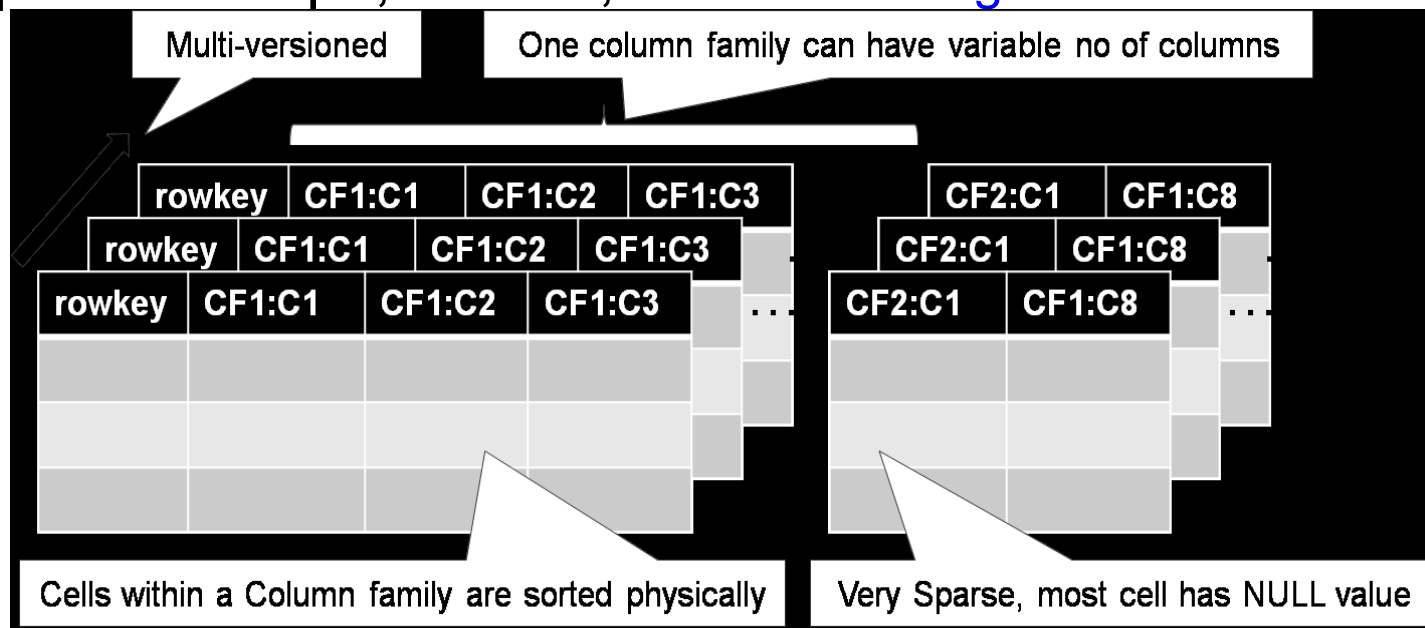 Multi-versioned
One column family can have variable no of columns
rowkey CF1:C1 CF1:C2 CF1:C3 CF2:C1 CF1:C8
rowkey CF1:C1 CF1:C2 CF1:C3 CF2:C1 CF1:C8
rowkey CF1:C1 CF1:C2 CF1:C3 ... CF2:C1 CF1:C8 ...
Cells within a Column family are sorted physically
Very Sparse, most cell has NULL value